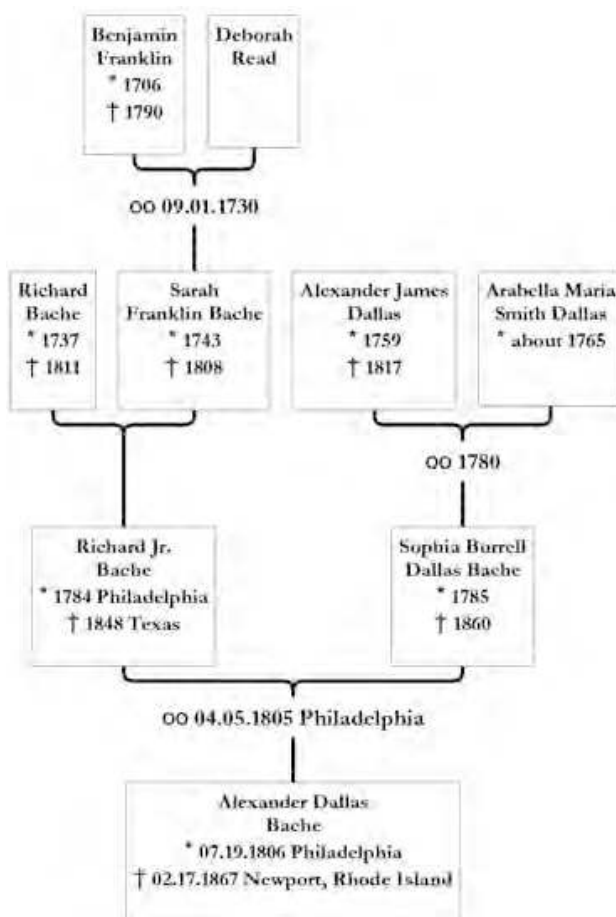 Benjamin
Franklin
* 1706
† 1790
Deborah
Read
oo 09.01.1730
Richard
Bache
* 1737
† 1811
Sarah
Franklin Bache
* 1743
† 1808
Alexander James
Dallas
* 1759
† 1817
Arabella Maria
Smith Dallas
* about 1765
oo 1780
Richard Jr.
Bache
* 1784 Philadelphia
† 1848 Texas
Sophia Burrell
Dallas Bache
* 1785
† 1860
oo 04.05.1805 Philadelphia
Alexander Dallas
Bache
* 07.19.1806 Philadelphia
† 02.17.1867 Newport, Rhode Island